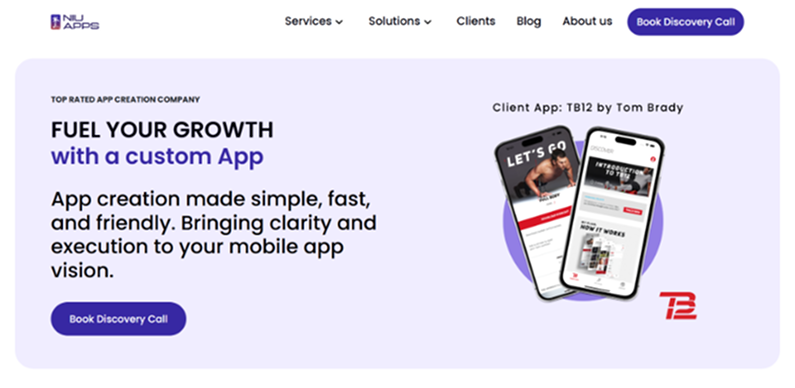 NIU
APPS
Services
Solutions
Clients
Blog
About us
Book Discovery Call
TOP RATED APP CREATION COMPANY
FUEL YOUR GROWTH
with a custom App
App creation made simple, fast,
and friendly. Bringing clarity and
execution to your mobile app
vision.
Book Discovery Call
Client App: TB12 by Tom Brady
LET'S GO
FULL BODY
DISCOVER
INTRODUCTION
TO TB12
HOW IT WORKS
TB12